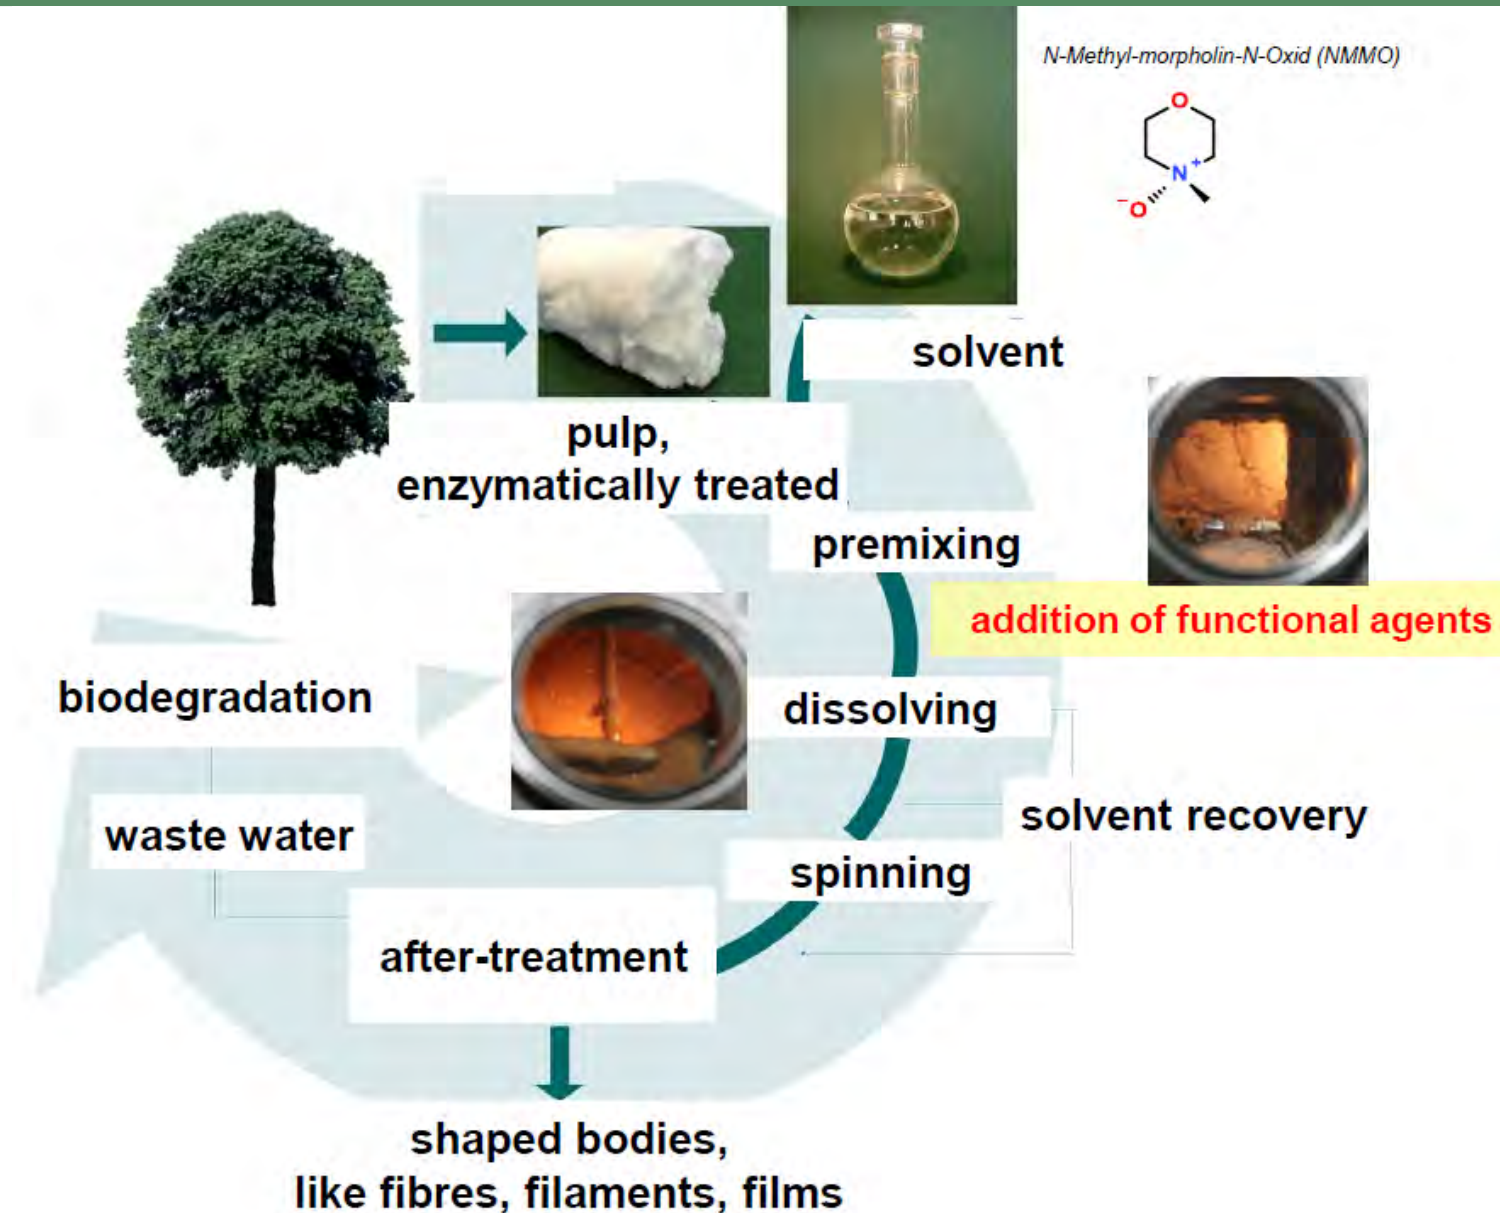 N-Methyl-morpholin-N-Oxid (NMMO)
O
N+
−O
solvent
pulp,
enzymatically treated
premixing
addition of functional agents
dissolving
biodegradation
solvent recovery
waste water
spinning
after-treatment
shaped bodies,
like fibres, filaments, films